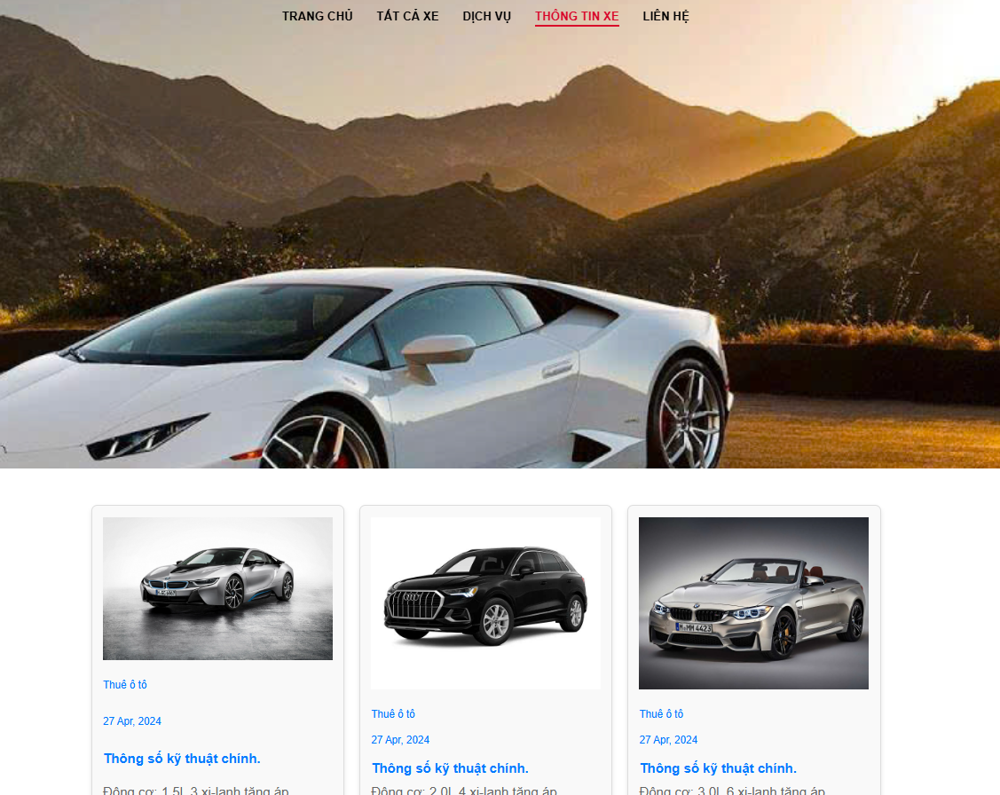 TRANG CHỦ TẤT CẢ XE DỊCH VỤ THÔNG TIN XE LIÊN HỆ
Thuê ô tô
27 Apr, 2024
Thông số kỹ thuật chính.
Động cơ: 1.5L 3 xi-lanh tăng áp
Thuê ô tô
27 Apr, 2024
Thông số kỹ thuật chính.
Động cơ: 2.0L 4 xi-lanh tăng áp
M·MM 4423
Thuê ô tô
27 Apr, 2024
Thông số kỹ thuật chính.
Động cơ: 3.0L 6 xi-lanh tăng áp